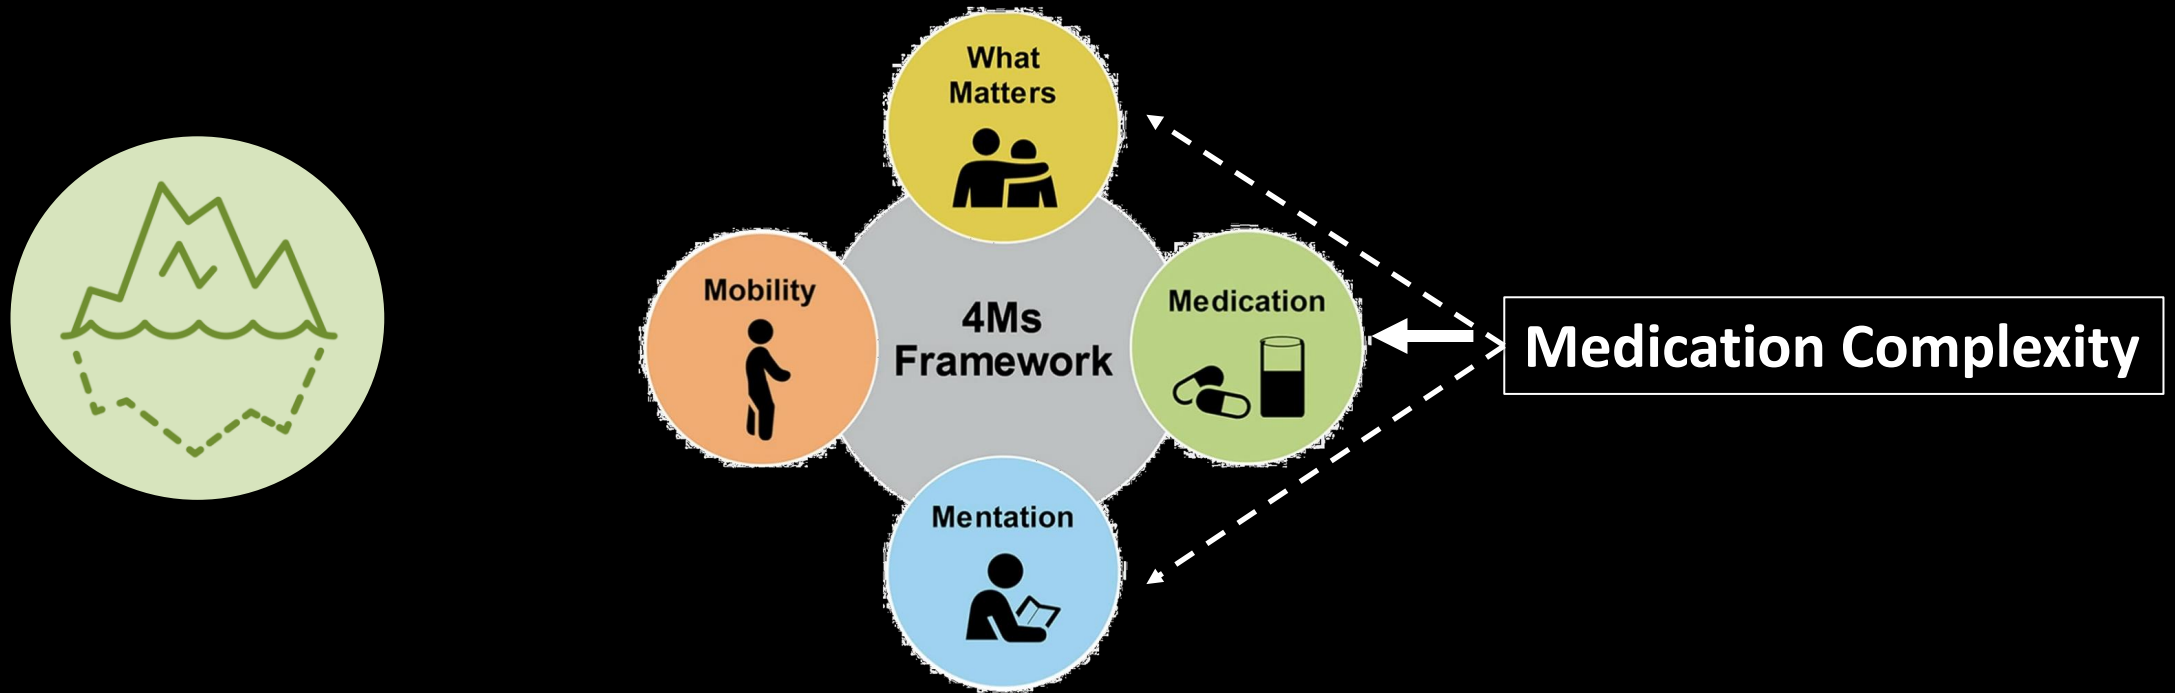 What
Matters
Mobility
4Ms
Framework
Medication
Medication Complexity
Mentation